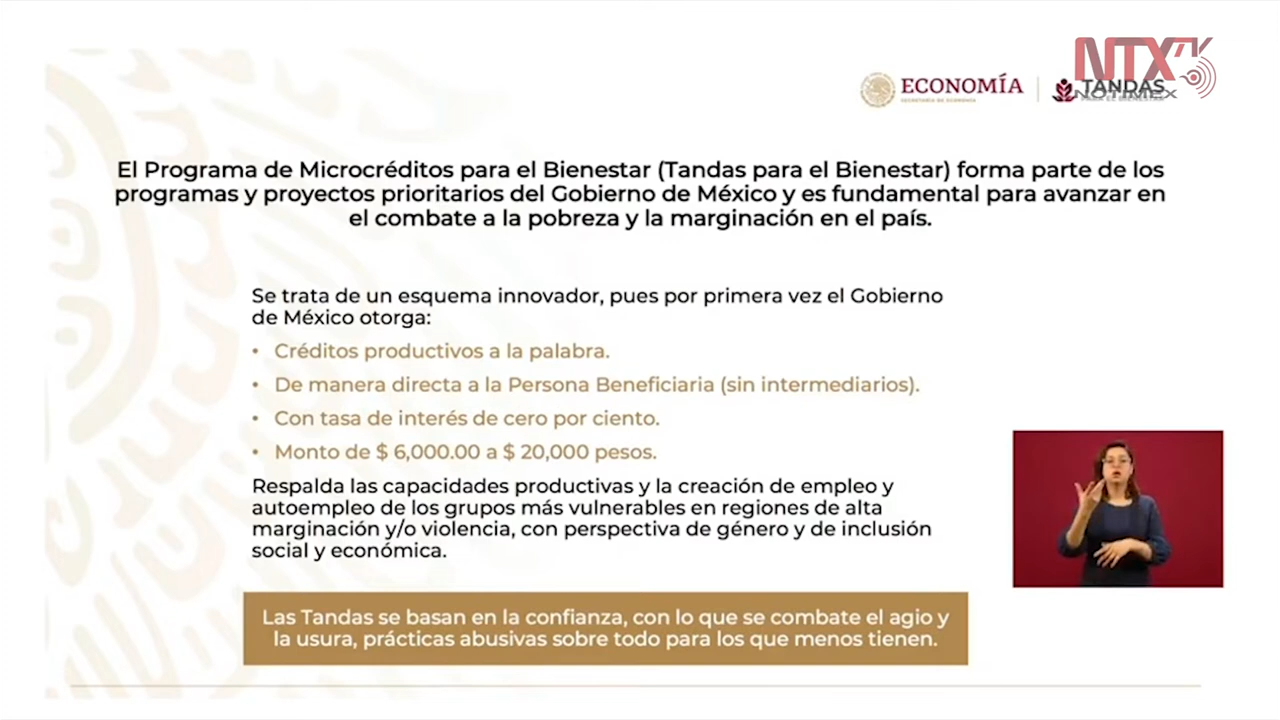 NTX
NOTIMEX
ECONOMÍA
SECRETARÍA DE ECONOMÍA
TANDAS
PARA EL BIENESTAR
El Programa de Microcréditos para el Bienestar (Tandas para el Bienestar) forma parte de los
programas y proyectos prioritarios del Gobierno de México y es fundamental para avanzar en
el combate a la pobreza y la marginación en el país.
Se trata de un esquema innovador, pues por primera vez el Gobierno
de México otorga:
• Créditos productivos a la palabra.
• De manera directa a la Persona Beneficiaria (sin intermediarios).
• Con tasa de interés de cero por ciento.
• Monto de $ 6,000.00 a $ 20,000 pesos.
Respalda las capacidades productivas y la creación de empleo y
autoempleo de los grupos más vulnerables en regiones de alta
marginación y/o violencia, con perspectiva de género y de inclusión
social y económica.
Las Tandas se basan en la confianza, con lo que se combate el agio y
la usura, prácticas abusivas sobre todo para los que menos tienen.